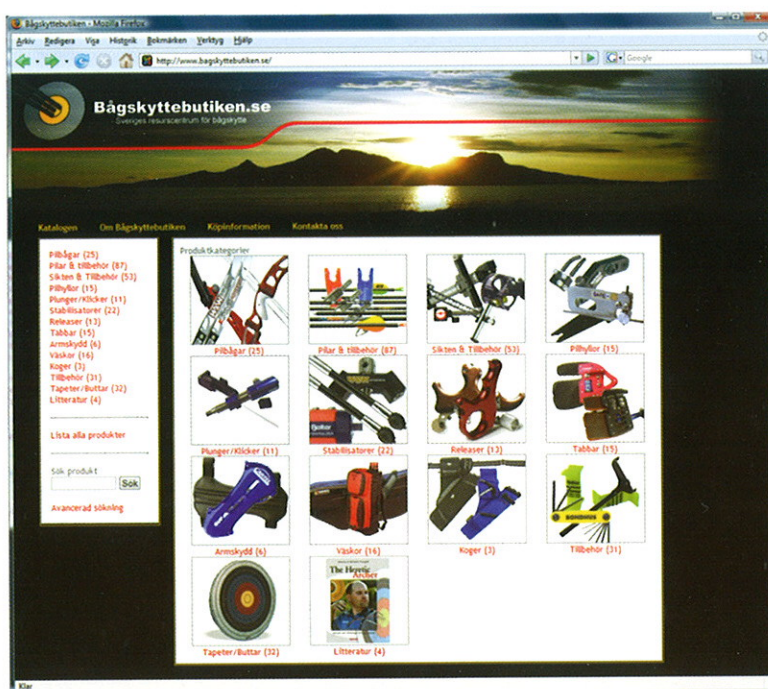 Bågskyttebutiken - Mozilla Firefox
Arkiv Redigera Visa Historik Bokmärken Verktyg Hjälp
http://www.bagskyttebutiken.se/
Google
Bågskyttebutiken.se
Sveriges resurscentrum för bågskytte
Katalogen Om Bågskyttebutiken Köpinformation Kontakta oss
Pilbågar (25)
Pilar & tillbehör (87)
Sikten & Tillbehör (53)
Pilhyllor (15)
Plunger/Klicker (11)
Stabilisatorer (22)
Releaser (13)
Tabbar (15)
Armskydd (6)
Väskor (16)
Koger (3)
Tillbehör (31)
Tapeter/Buttar (32)
Litteratur (4)
Lista alla produkter
Sök produkt
Sök
Avancerad sökning
Produktkategorier
Pilbågar (25) Pilar & tillbehör (87) Sikten & Tillbehör (53) Pilhyllor (15)
Plunger/Klicker (11) Stabilisatorer (22) Releaser (13) Tabbar (15)
BONDHUS
Armskydd (6) Väskor (16) Koger (3) Tillbehör (31)
The Heretic
Archer
Tapeter/Buttar (32) Litteratur (4)
Klar